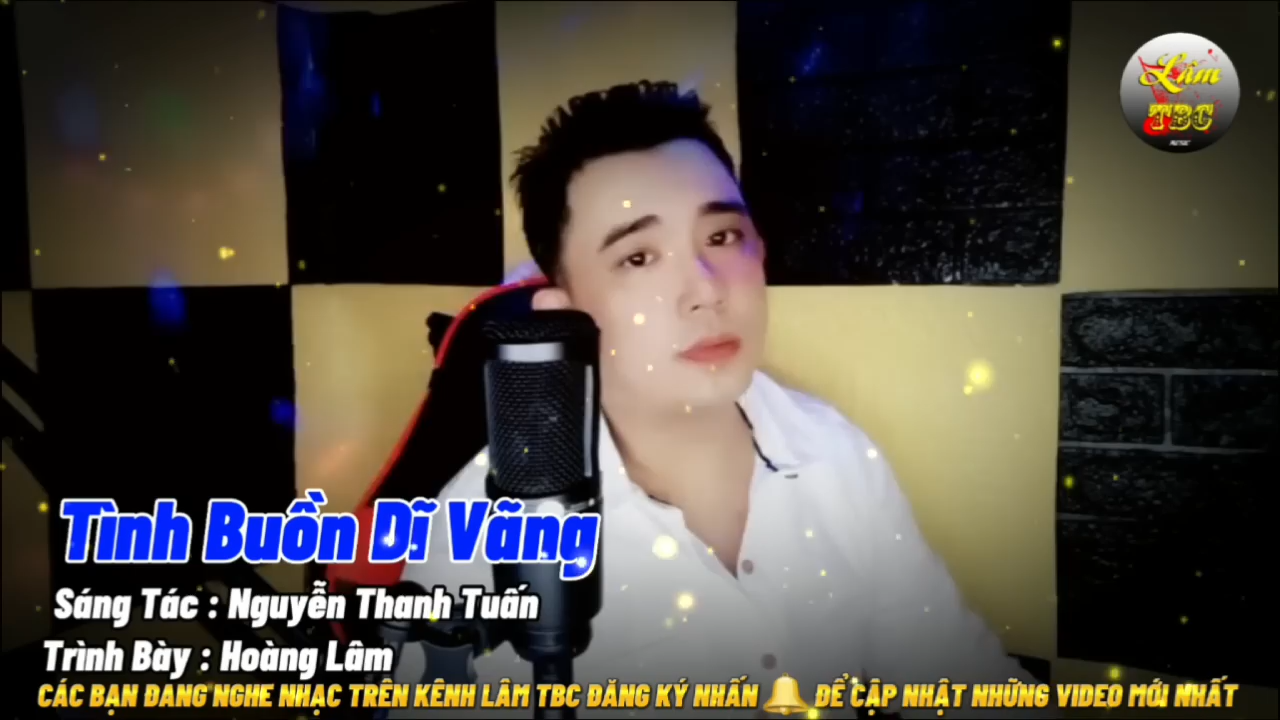 Lâm
TBC
MUSIC
Tình Buồn Dĩ Vãng
Sáng Tác : Nguyễn Thanh Tuấn
Trình Bày : Hoàng Lâm
CÁC BẠN ĐANG NGHE NHẠC TRÊN KÊNH LÂM TBC ĐĂNG KÝ NHẤN 🔔 ĐỂ CẬP NHẬT NHỮNG VIDEO MỚI NHẤT